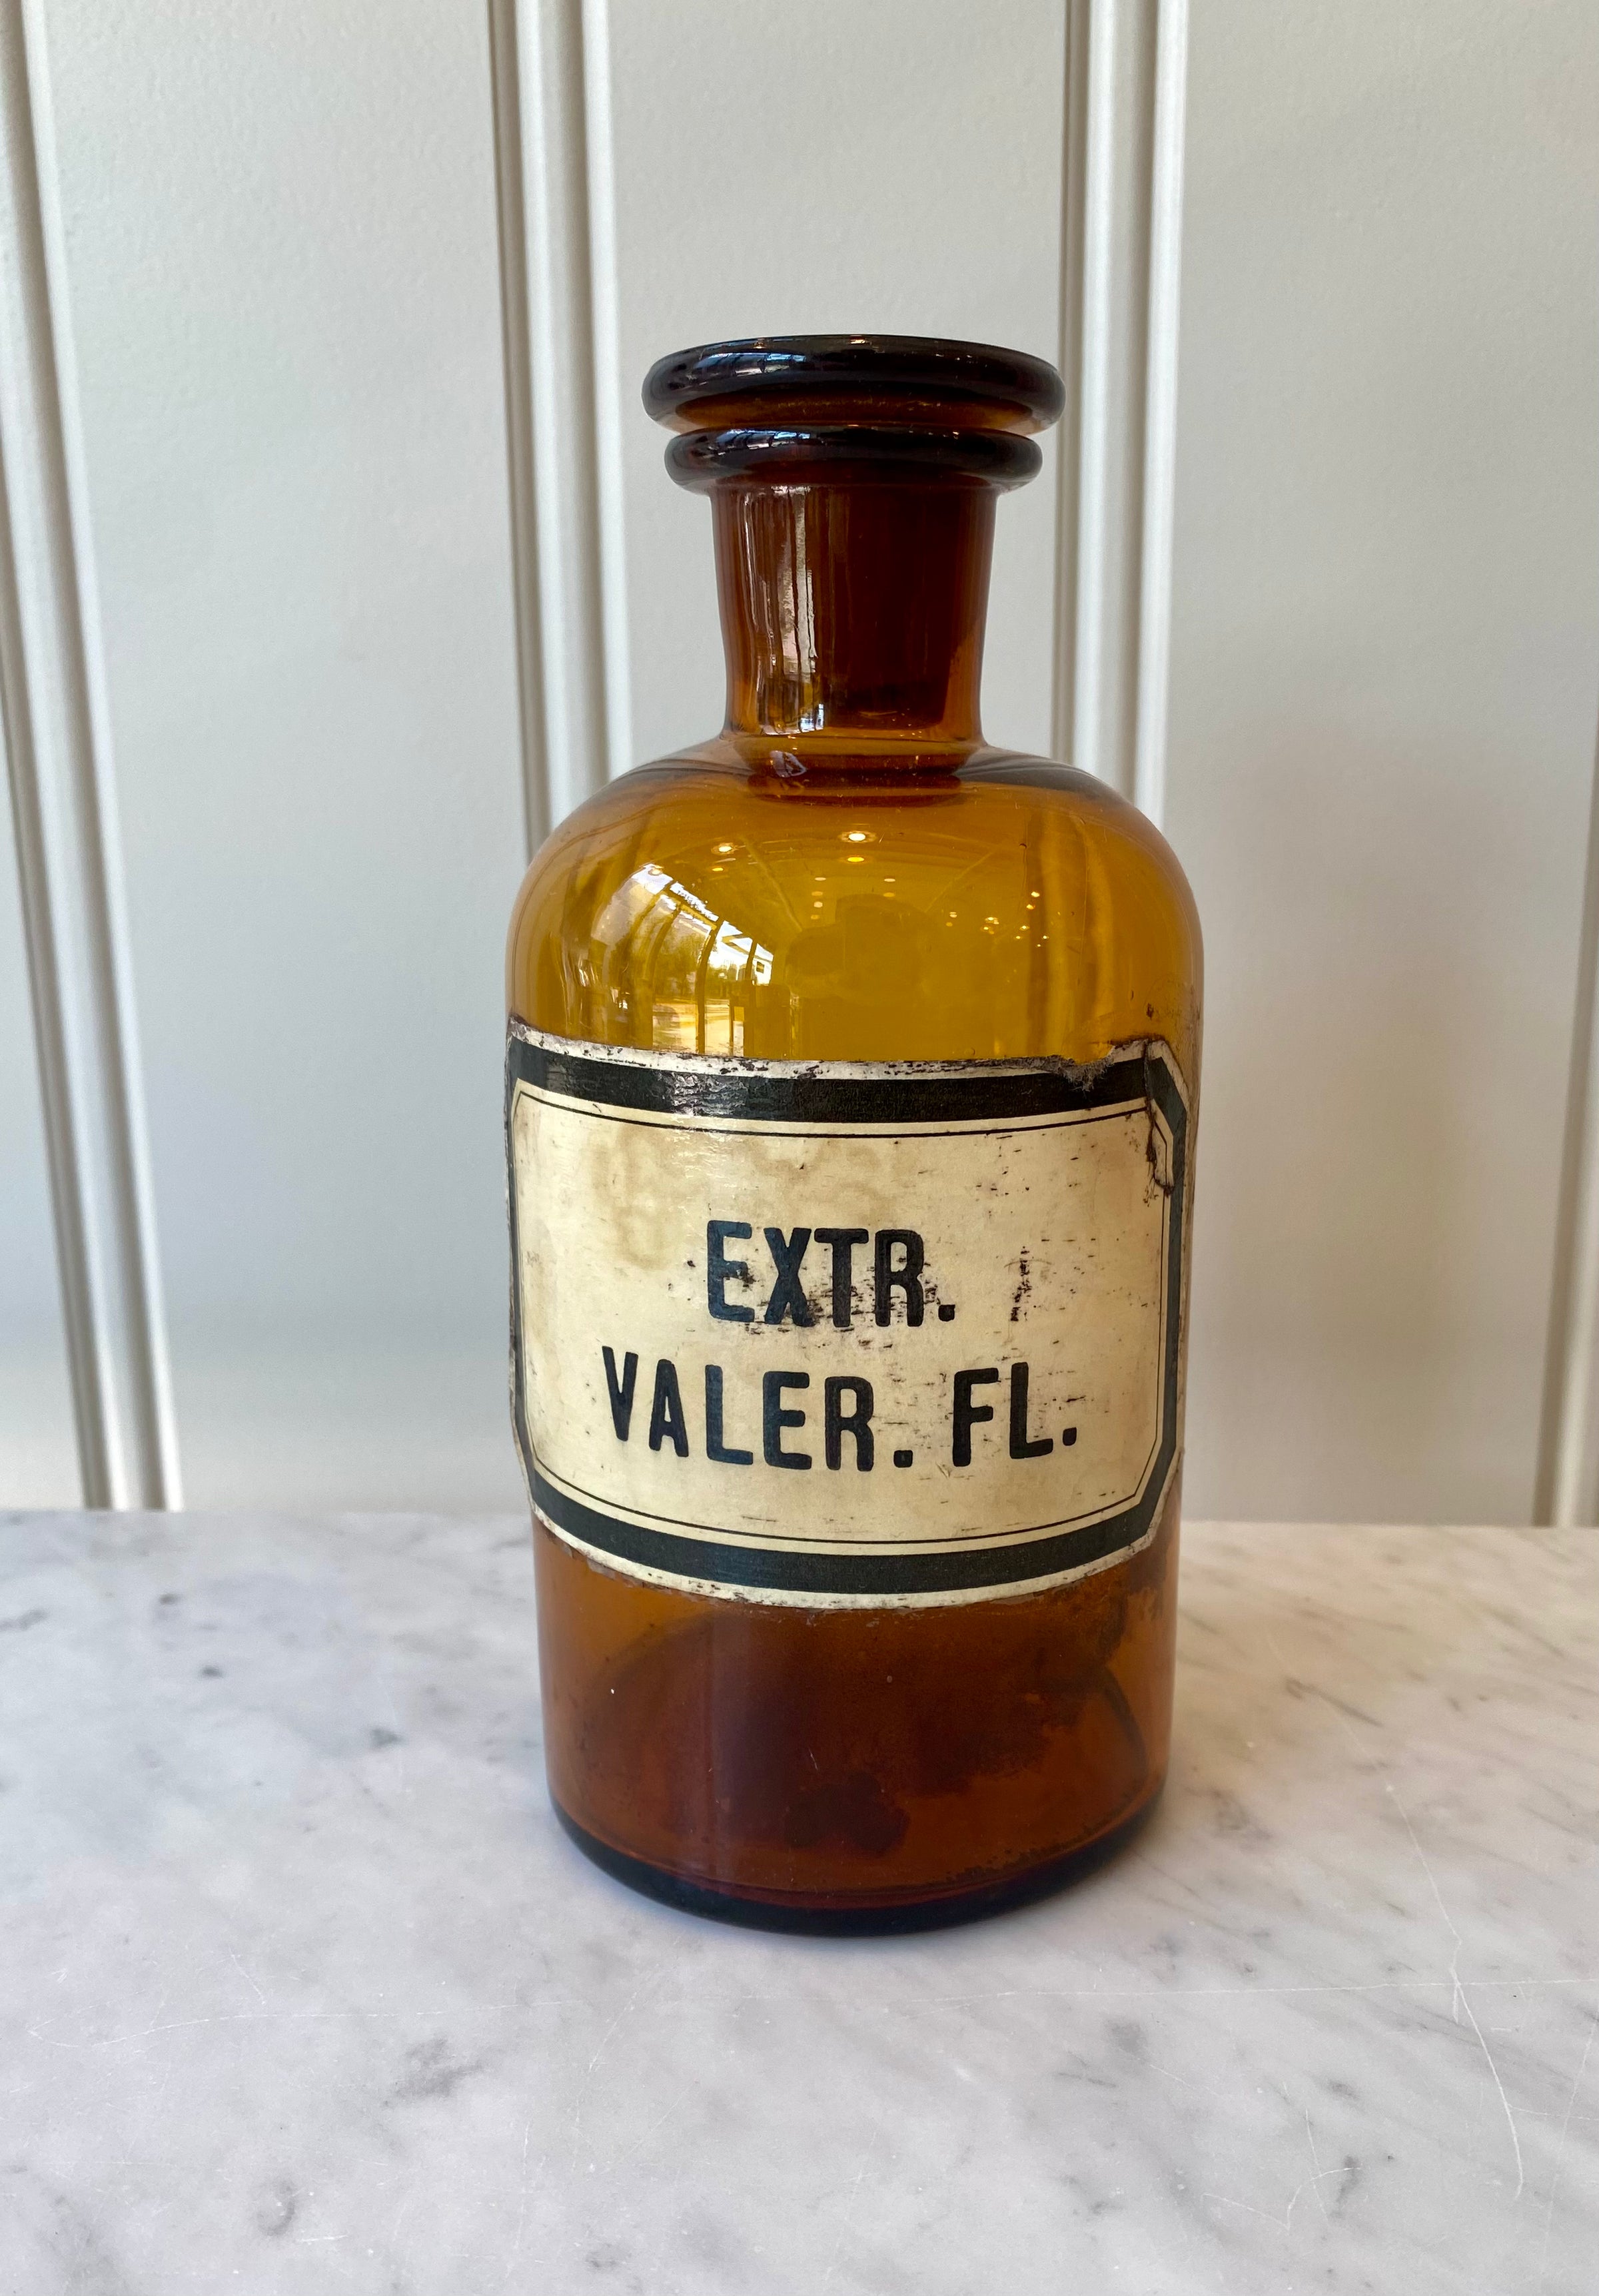 EXTR.
VALER. FL.